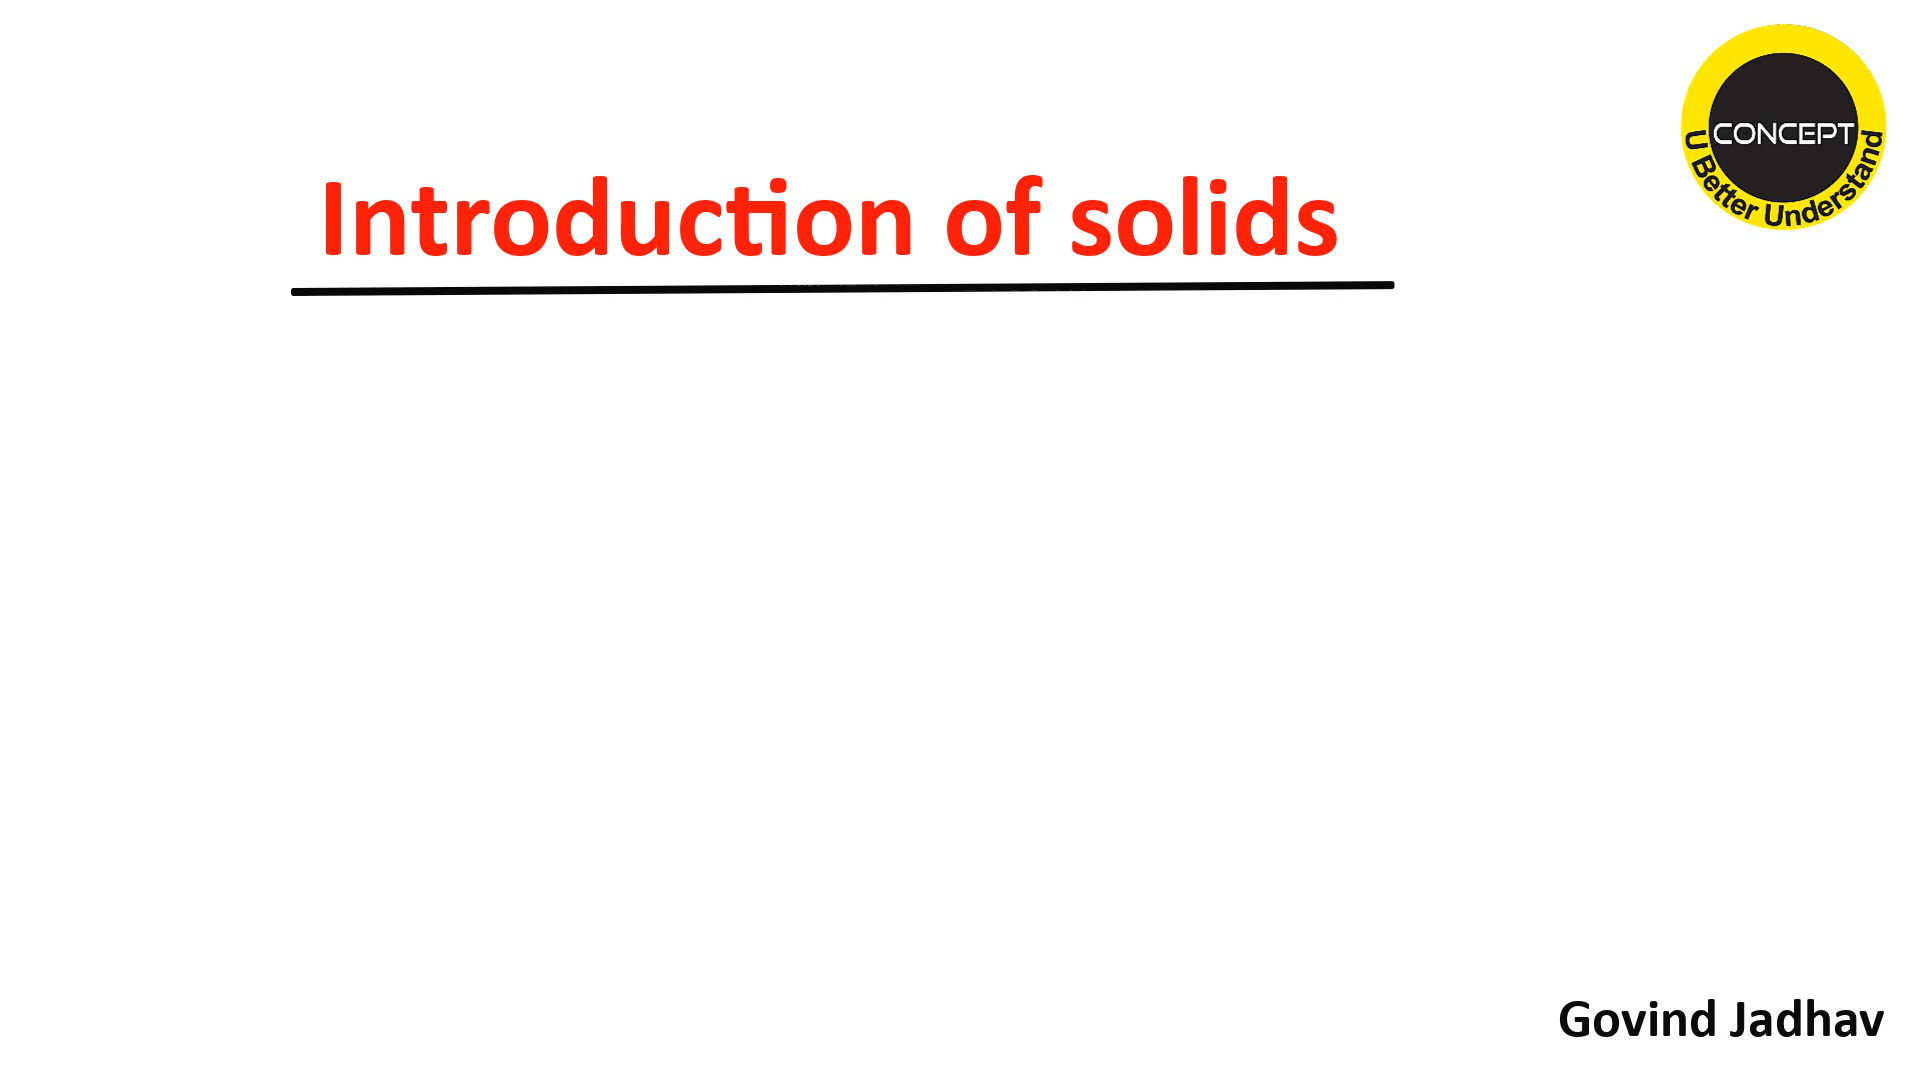 CONCEPT
U Better Understand
Introduction of solids
Govind Jadhav